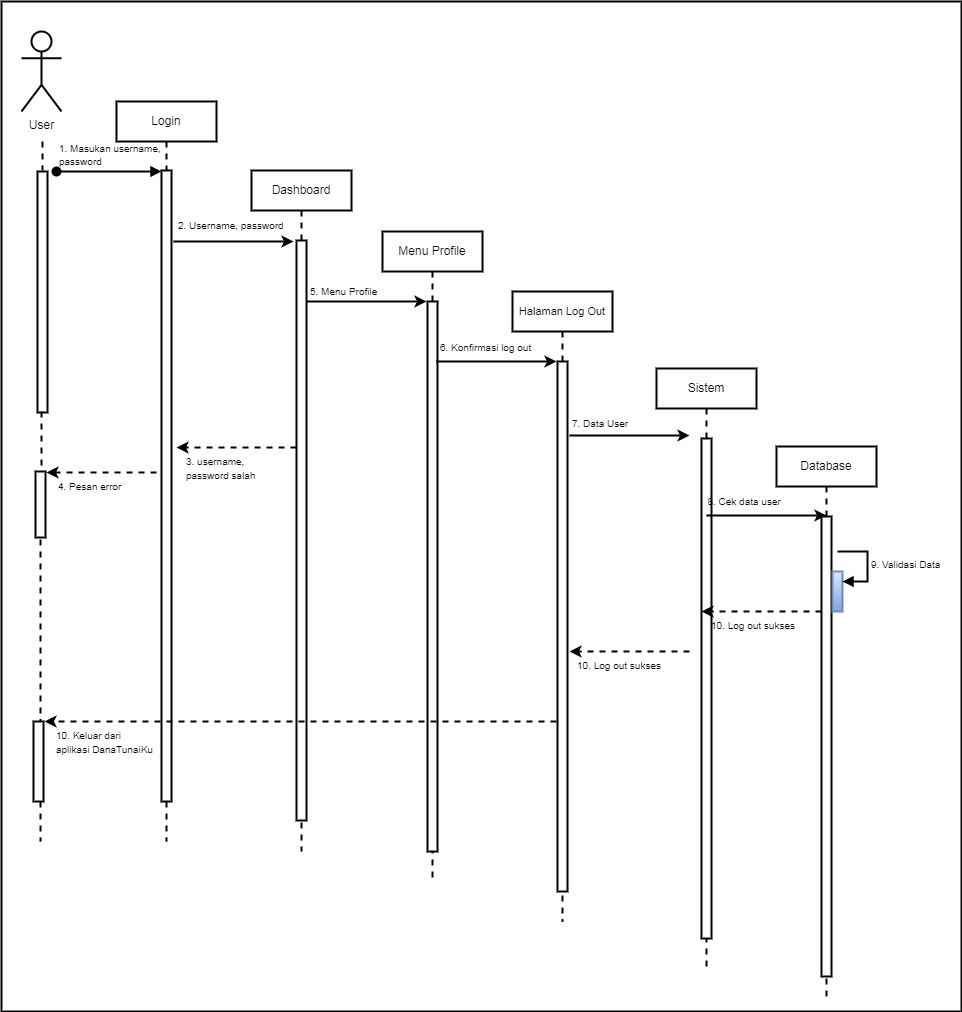 User
Login
1. Masukan username,
password
Dashboard
2. Username, password
Menu Profile
5. Menu Profile
Halaman Log Out
6. Konfirmasi log out
Sistem
7. Data User
3. username,
password salah
Database
4. Pesan error
8. Cek data user
9. Validasi Data
10. Log out sukses
10. Log out sukses
10. Keluar dari
aplikasi DanaTunaiKu